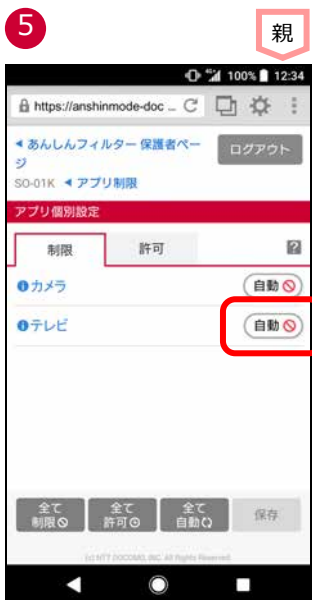 5
親
100% 12:34
https://anshinmode-doc ...
あんしんフィルター 保護者ペー
ジ
ログアウト
SO-01K アプリ制限
アプリ個別設定
制限 許可 ?
カメラ 自動
テレビ 自動
全て 全て 全て
制限 許可 自動 保存
(c) NTT DOCOMO, INC. All Rights Reserved.